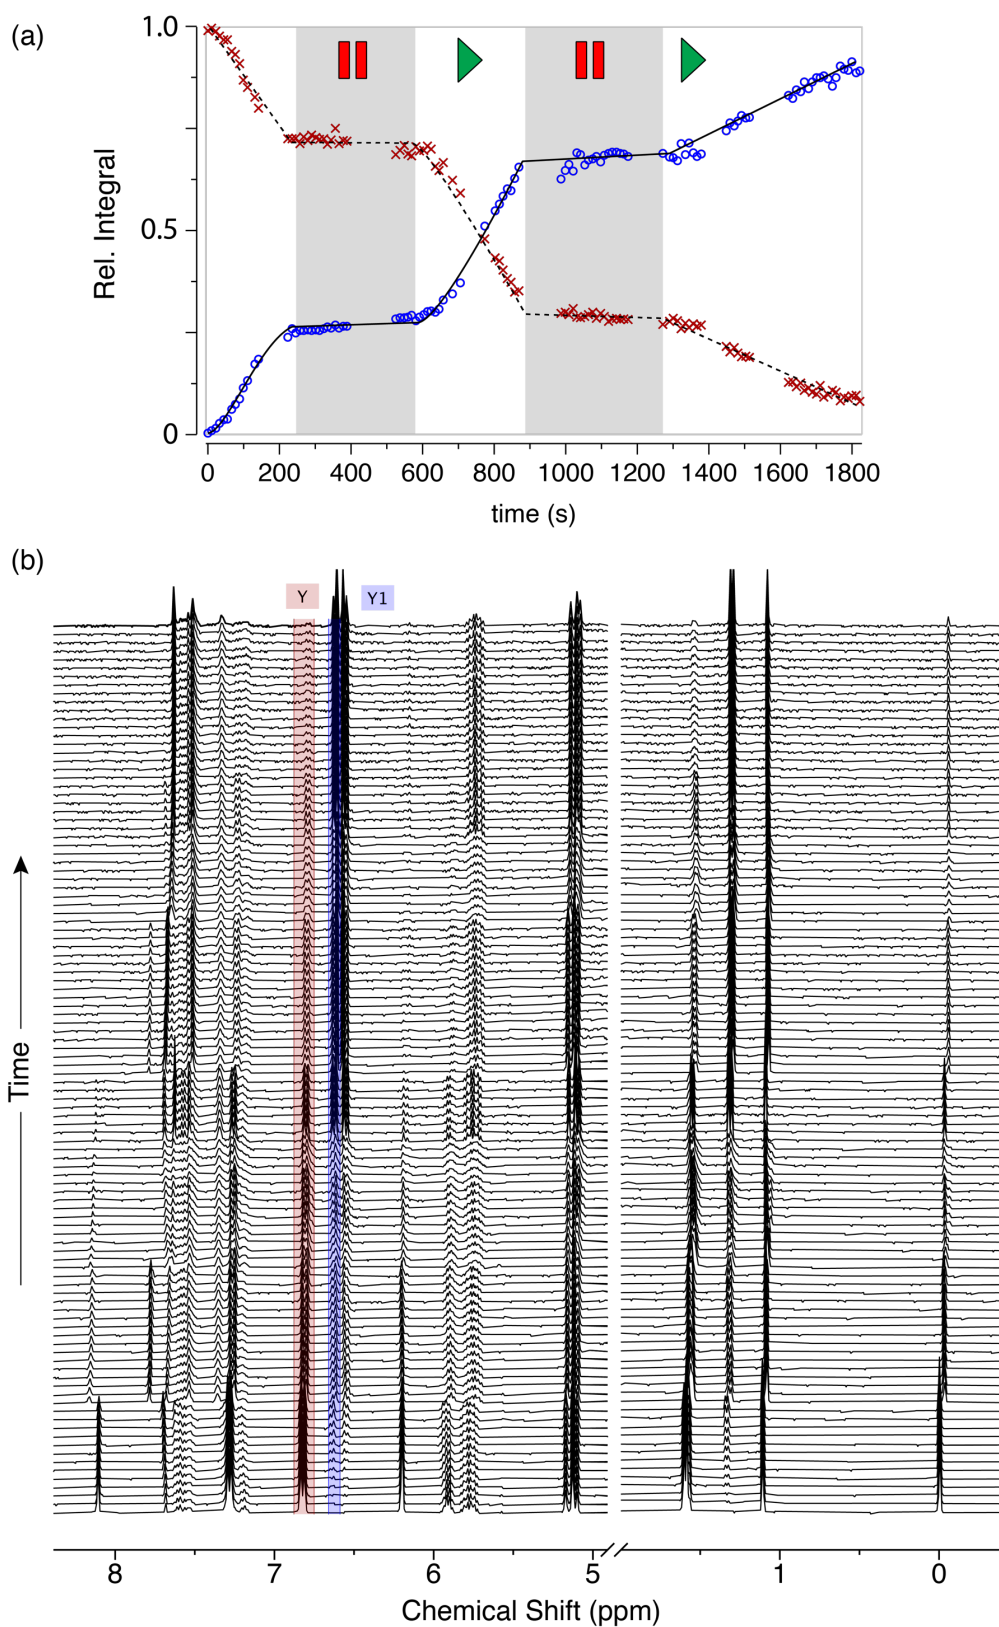 (a)
1.0
0.5
0
Rel. Integral
0 200 400 600 800 1000 1200 1400 1600 1800
time (s)
(b)
Y Y1
Time
8 7 6 5 1 0
Chemical Shift (ppm)